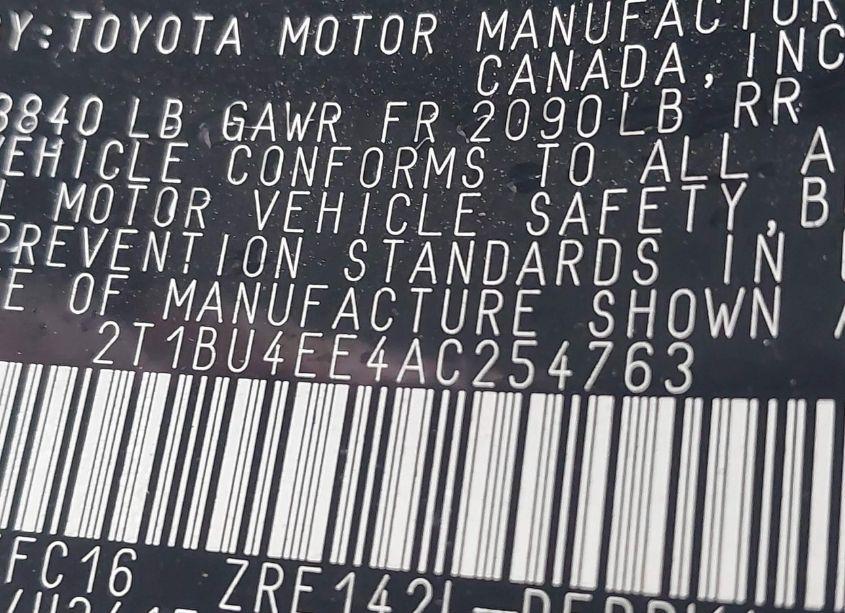 Y:TOYOTA MOTOR MANUFACTUR
CANADA, INC
3840 LB GAWR FR 2090LB RR
VEHICLE CONFORMS TO ALL A
L MOTOR VEHICLE SAFETY, B
PREVENTION STANDARDS IN
E OF MANUFACTURE SHOWN A
2T1BU4EE4AC254763
FC16 ZRE142L-